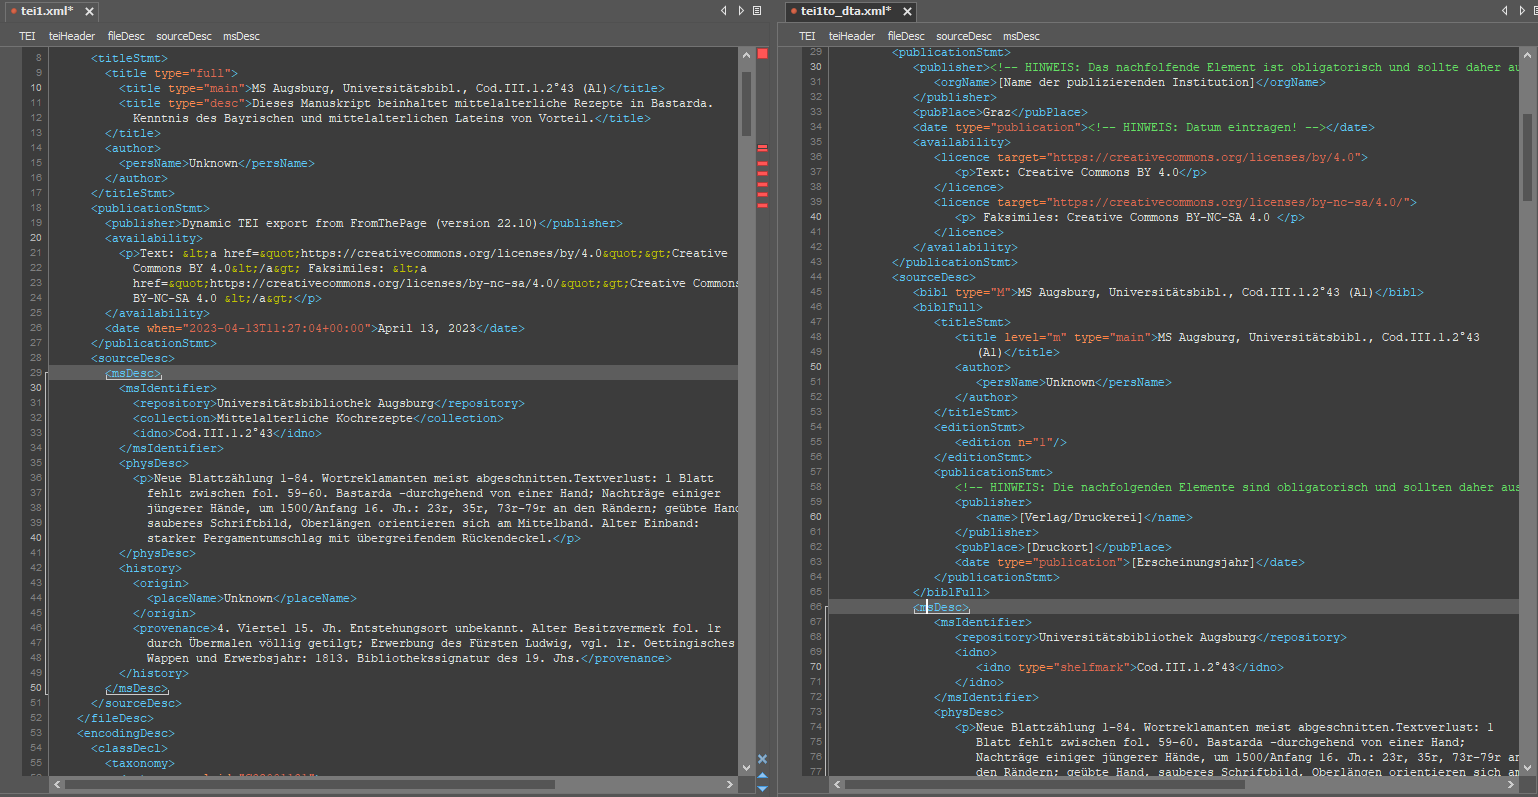 tei1.xml*
TEI teiHeader fileDesc sourceDesc msDesc
8 <titleStmt>
9 <title type="full">
10 <title type="main">MS Augsburg, Universitätsbibl., Cod.III.1.2°43 (A1)</title>
11 <title type="desc">Dieses Manuskript beinhaltet mittelalterliche Rezepte in Bastarda.
12 Kenntnis des Bayrischen und mittelalterlichen Lateins von Vorteil.</title>
13 </title>
14 <author>
15 <persName>Unknown</persName>
16 </author>
17 </titleStmt>
18 <publicationStmt>
19 <publisher>Dynamic TEI export from FromThePage (version 22.10)</publisher>
20 <availability>
21 <p>Text: &lt;a href=&quot;https://creativecommons.org/licenses/by/4.0&quot;&gt;Creative
22 Commons BY 4.0&lt;/a&gt; Faksimiles: &lt;a
23 href=&quot;https://creativecommons.org/licenses/by-nc-sa/4.0/&quot;&gt;Creative Commons
24 BY-NC-SA 4.0 &lt;/a&gt;</p>
25 </availability>
26 <date when="2023-04-13T11:27:04+00:00">April 13, 2023</date>
27 </publicationStmt>
28 <sourceDesc>
29 <msDesc>
30 <msIdentifier>
31 <repository>Universitätsbibliothek Augsburg</repository>
32 <collection>Mittelalterliche Kochrezepte</collection>
33 <idno>Cod.III.1.2°43</idno>
34 </msIdentifier>
35 <physDesc>
36 <p>Neue Blattzählung 1-84. Wortreklamanten meist abgeschnitten.Textverlust: 1 Blatt
37 fehlt zwischen fol. 59-60. Bastarda -durchgehend von einer Hand; Nachträge einiger
38 jüngerer Hände, um 1500/Anfang 16. Jh.: 23r, 35r, 73r-79r an den Rändern; geübte Hand
39 sauberes Schriftbild, Oberlängen orientieren sich am Mittelband. Alter Einband:
40 starker Pergamentumschlag mit übergreifendem Rückendeckel.</p>
41 </physDesc>
42 <history>
43 <origin>
44 <placeName>Unknown</placeName>
45 </origin>
46 <provenance>4. Viertel 15. Jh. Entstehungsort unbekannt. Alter Besitzvermerk fol. 1r
47 durch Übermalen völlig getilgt; Erwerbung des Fürsten Ludwig, vgl. 1r. Oettingisches
48 Wappen und Erwerbsjahr: 1813. Bibliothekssignatur des 19. Jhs.</provenance>
49 </history>
50 </msDesc>
51 </sourceDesc>
52 </fileDesc>
53 <encodingDesc>
54 <classDecl>
55 <taxonomy>
tei1to_dta.xml*
TEI teiHeader fileDesc sourceDesc msDesc
29 <publicationStmt>
30 <publisher><!-- HINWEIS: Das nachfolfende Element ist obligatorisch und sollte daher au
31 <orgName>[Name der publizierenden Institution]</orgName>
32 </publisher>
33 <pubPlace>Graz</pubPlace>
34 <date type="publication"><!-- HINWEIS: Datum eintragen! --></date>
35 <availability>
36 <licence target="https://creativecommons.org/licenses/by/4.0">
37 <p>Text: Creative Commons BY 4.0</p>
38 </licence>
39 <licence target="https://creativecommons.org/licenses/by-nc-sa/4.0/">
40 <p> Faksimiles: Creative Commons BY-NC-SA 4.0 </p>
41 </licence>
42 </availability>
43 </publicationStmt>
44 <sourceDesc>
45 <bibl type="M">MS Augsburg, Universitätsbibl., Cod.III.1.2°43 (A1)</bibl>
46 <biblFull>
47 <titleStmt>
48 <title level="m" type="main">MS Augsburg, Universitätsbibl., Cod.III.1.2°43
49 (A1)</title>
50 <author>
51 <persName>Unknown</persName>
52 </author>
53 </titleStmt>
54 <editionStmt>
55 <edition n="1"/>
56 </editionStmt>
57 <publicationStmt>
58 <!-- HINWEIS: Die nachfolgenden Elemente sind obligatorisch und sollten daher aus
59 <publisher>
60 <name>[Verlag/Druckerei]</name>
61 </publisher>
62 <pubPlace>[Druckort]</pubPlace>
63 <date type="publication">[Erscheinungsjahr]</date>
64 </publicationStmt>
65 </biblFull>
66 <msDesc>
67 <msIdentifier>
68 <repository>Universitätsbibliothek Augsburg</repository>
69 <idno>
70 <idno type="shelfmark">Cod.III.1.2°43</idno>
71 </idno>
72 </msIdentifier>
73 <physDesc>
74 <p>Neue Blattzählung 1-84. Wortreklamanten meist abgeschnitten.Textverlust: 1
75 Blatt fehlt zwischen fol. 59-60. Bastarda -durchgehend von einer Hand;
76 Nachträge einiger jüngerer Hände, um 1500/Anfang 16. Jh.: 23r, 35r, 73r-79r an
77 den Rändern; geübte Hand, sauberes Schriftbild, Oberlängen orientieren sich am